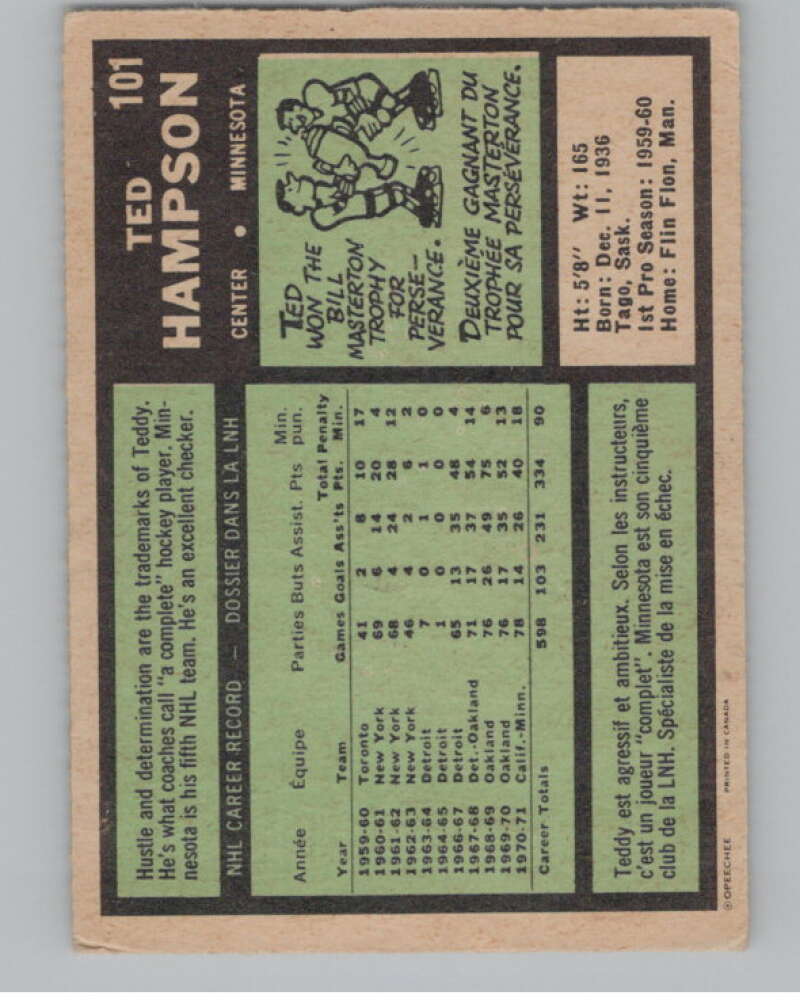 Hustle and determination are the trademarks of Teddy.
He's what coaches call "a complete" hockey player. Min-
nesota is his fifth NHL team. He's an excellent checker.
TED 101
HAMPSON
CENTER • MINNESOTA
NHL CAREER RECORD — DOSSIER DANS LA LNH
Année Équipe Parties Buts Assist. Pts Min. pun.
Year Team Games Goals Ass'ts Total Pts. Penalty Min.
1959-60 Toronto 41 2 8 10 17
1960-61 New York 69 6 14 20 4
1961-62 New York 68 4 24 28 12
1962-63 New York 46 4 2 6 2
1963-64 Detroit 7 0 1 1 0
1964-65 Detroit 1 0 0 0 0
1966-67 Detroit 65 13 35 48 4
1967-68 Det.-Oakland 71 17 37 54 14
1968-69 Oakland 76 26 49 75 6
1969-70 Oakland 76 17 35 52 13
1970-71 Calif.-Minn. 78 14 26 40 18
Career Totals 598 103 231 334 90
TED
WON THE
BILL
MASTERTON
TROPHY
FOR
PERSE-
VERANCE.
DEUXIÈME GAGNANT DU
TROPHÉE MASTERTON
POUR SA PERSÉVÉRANCE.
Teddy est agressif et ambitieux. Selon les instructeurs,
c'est un joueur "complet". Minnesota est son cinquième
club de la LNH. Spécialiste de la mise en échec.
Ht: 5'8" Wt: 165
Born: Dec. 11, 1936
Tago, Sask.
1st Pro Season: 1959-60
Home: Flin Flon, Man.
© OPEECHEE PRINTED IN CANADA